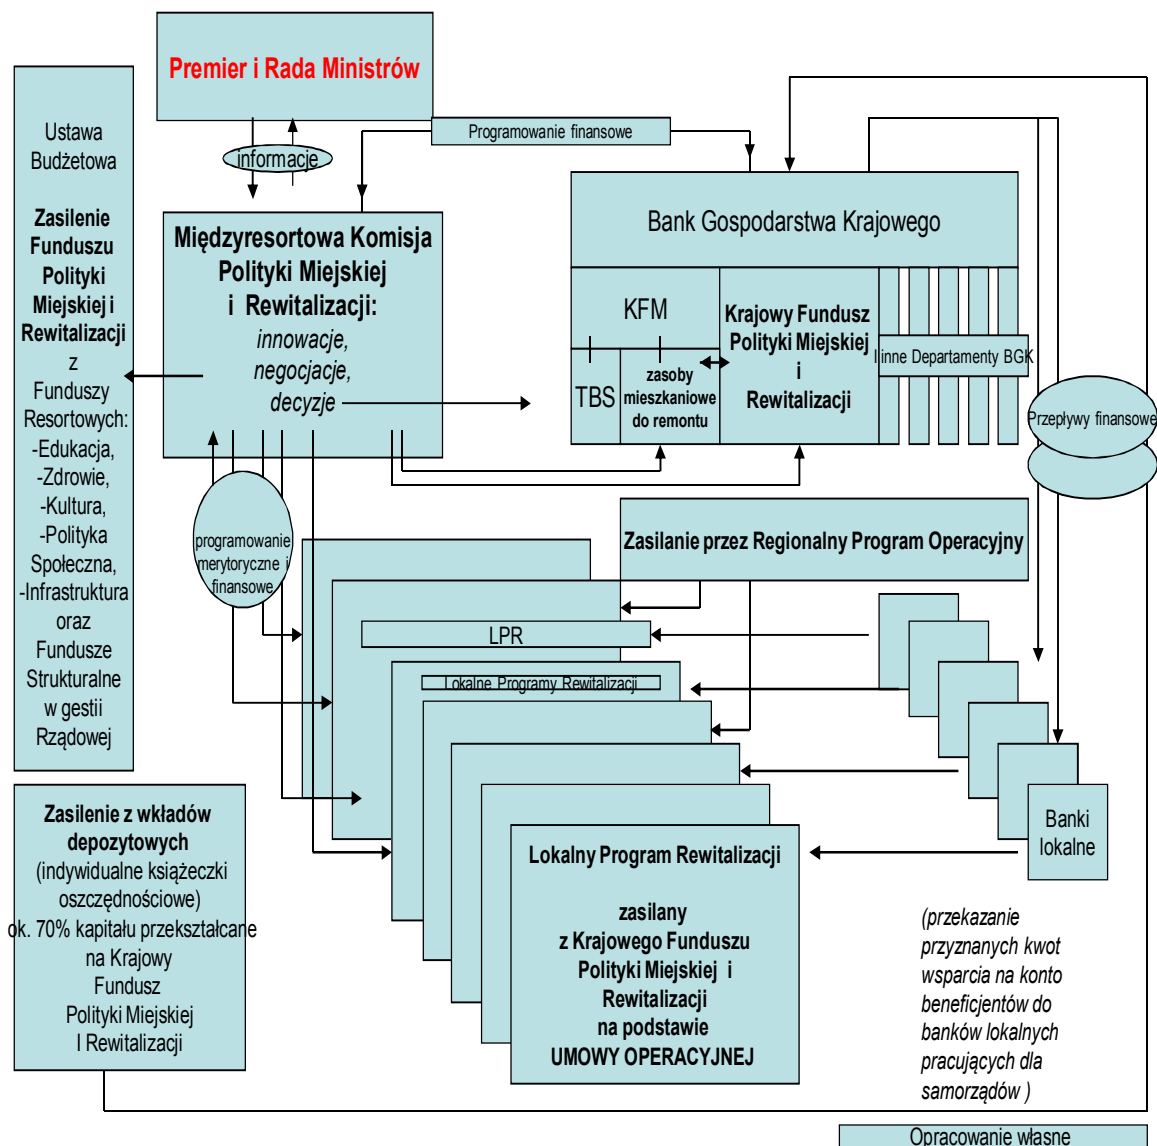 Premier i Rada Ministrów
Programowanie finansowe
informacje
Ustawa
Budżetowa
Zasilenie
Funduszu
Polityki
Miejskiej i
Rewitalizacji
z
Funduszy
Resortowych:
-Edukacja,
-Zdrowie,
-Kultura,
-Polityka
Społeczna,
-Infrastruktura
oraz
Fundusze
Strukturalne
w gestii
Rządowej
Międzyresortowa Komisja
Polityki Miejskiej
i Rewitalizacji:
innowacje,
negocjacje,
decyzje
Bank Gospodarstwa Krajowego
KFM
TBS
zasoby
mieszkaniowe
do remontu
Krajowy Fundusz
Polityki Miejskiej
i
Rewitalizacji
I inne Departamenty BGK
Przepływy finansowe
programowanie
merytoryczne i
finansowe
Zasilanie przez Regionalny Program Operacyjny
LPR
Lokalne Programy Rewitalizacji
Lokalny Program Rewitalizacji
zasilany
z Krajowego Funduszu
Polityki Miejskiej i
Rewitalizacji
na podstawie
UMOWY OPERACYJNEJ
Banki
lokalne
(przekazanie
przyznanych kwot
wsparcia na konto
beneficjentów do
banków lokalnych
pracujących dla
samorządów )
Zasilenie z wkładów
depozytowych
(indywidualne książeczki
oszczędnościowe)
ok. 70% kapitału przekształcane
na Krajowy
Fundusz
Polityki Miejskiej
I Rewitalizacji
Opracowanie własne